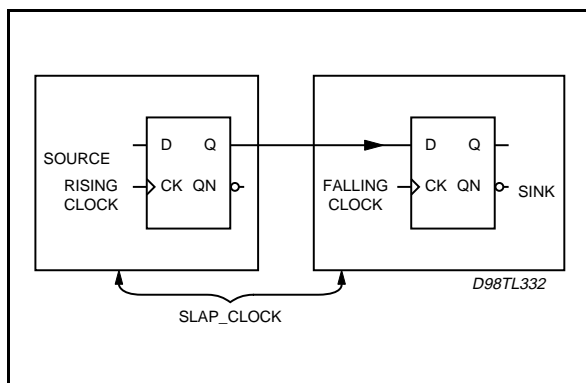 D Q
SOURCE
RISING
CLOCK
CK QN
D Q
FALLING
CLOCK
CK QN
SINK
D98TL332
SLAP_CLOCK